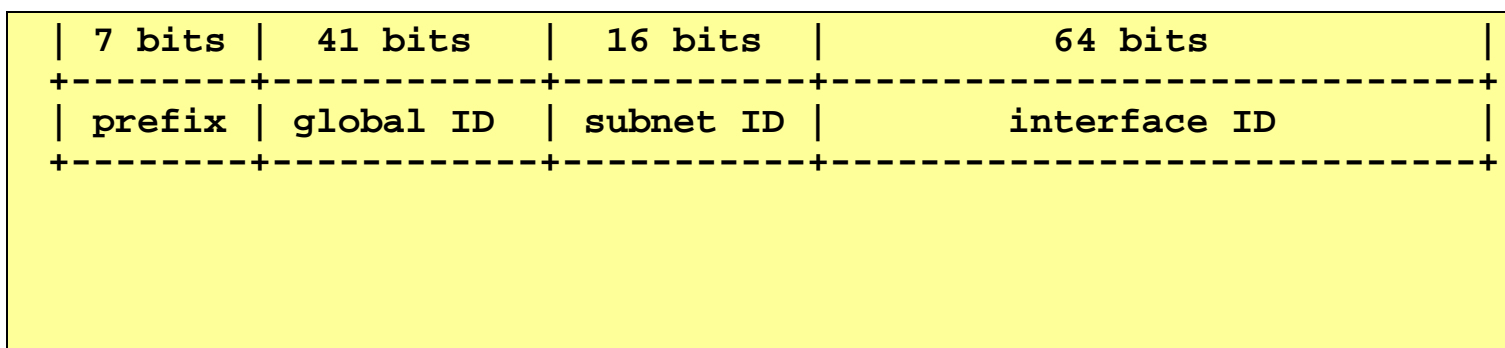 | 7 bits | 41 bits | 16 bits | 64 bits |
+--------+------------+-----------+-----------------------------+
| prefix | global ID | subnet ID | interface ID |
+--------+------------+-----------+-----------------------------+